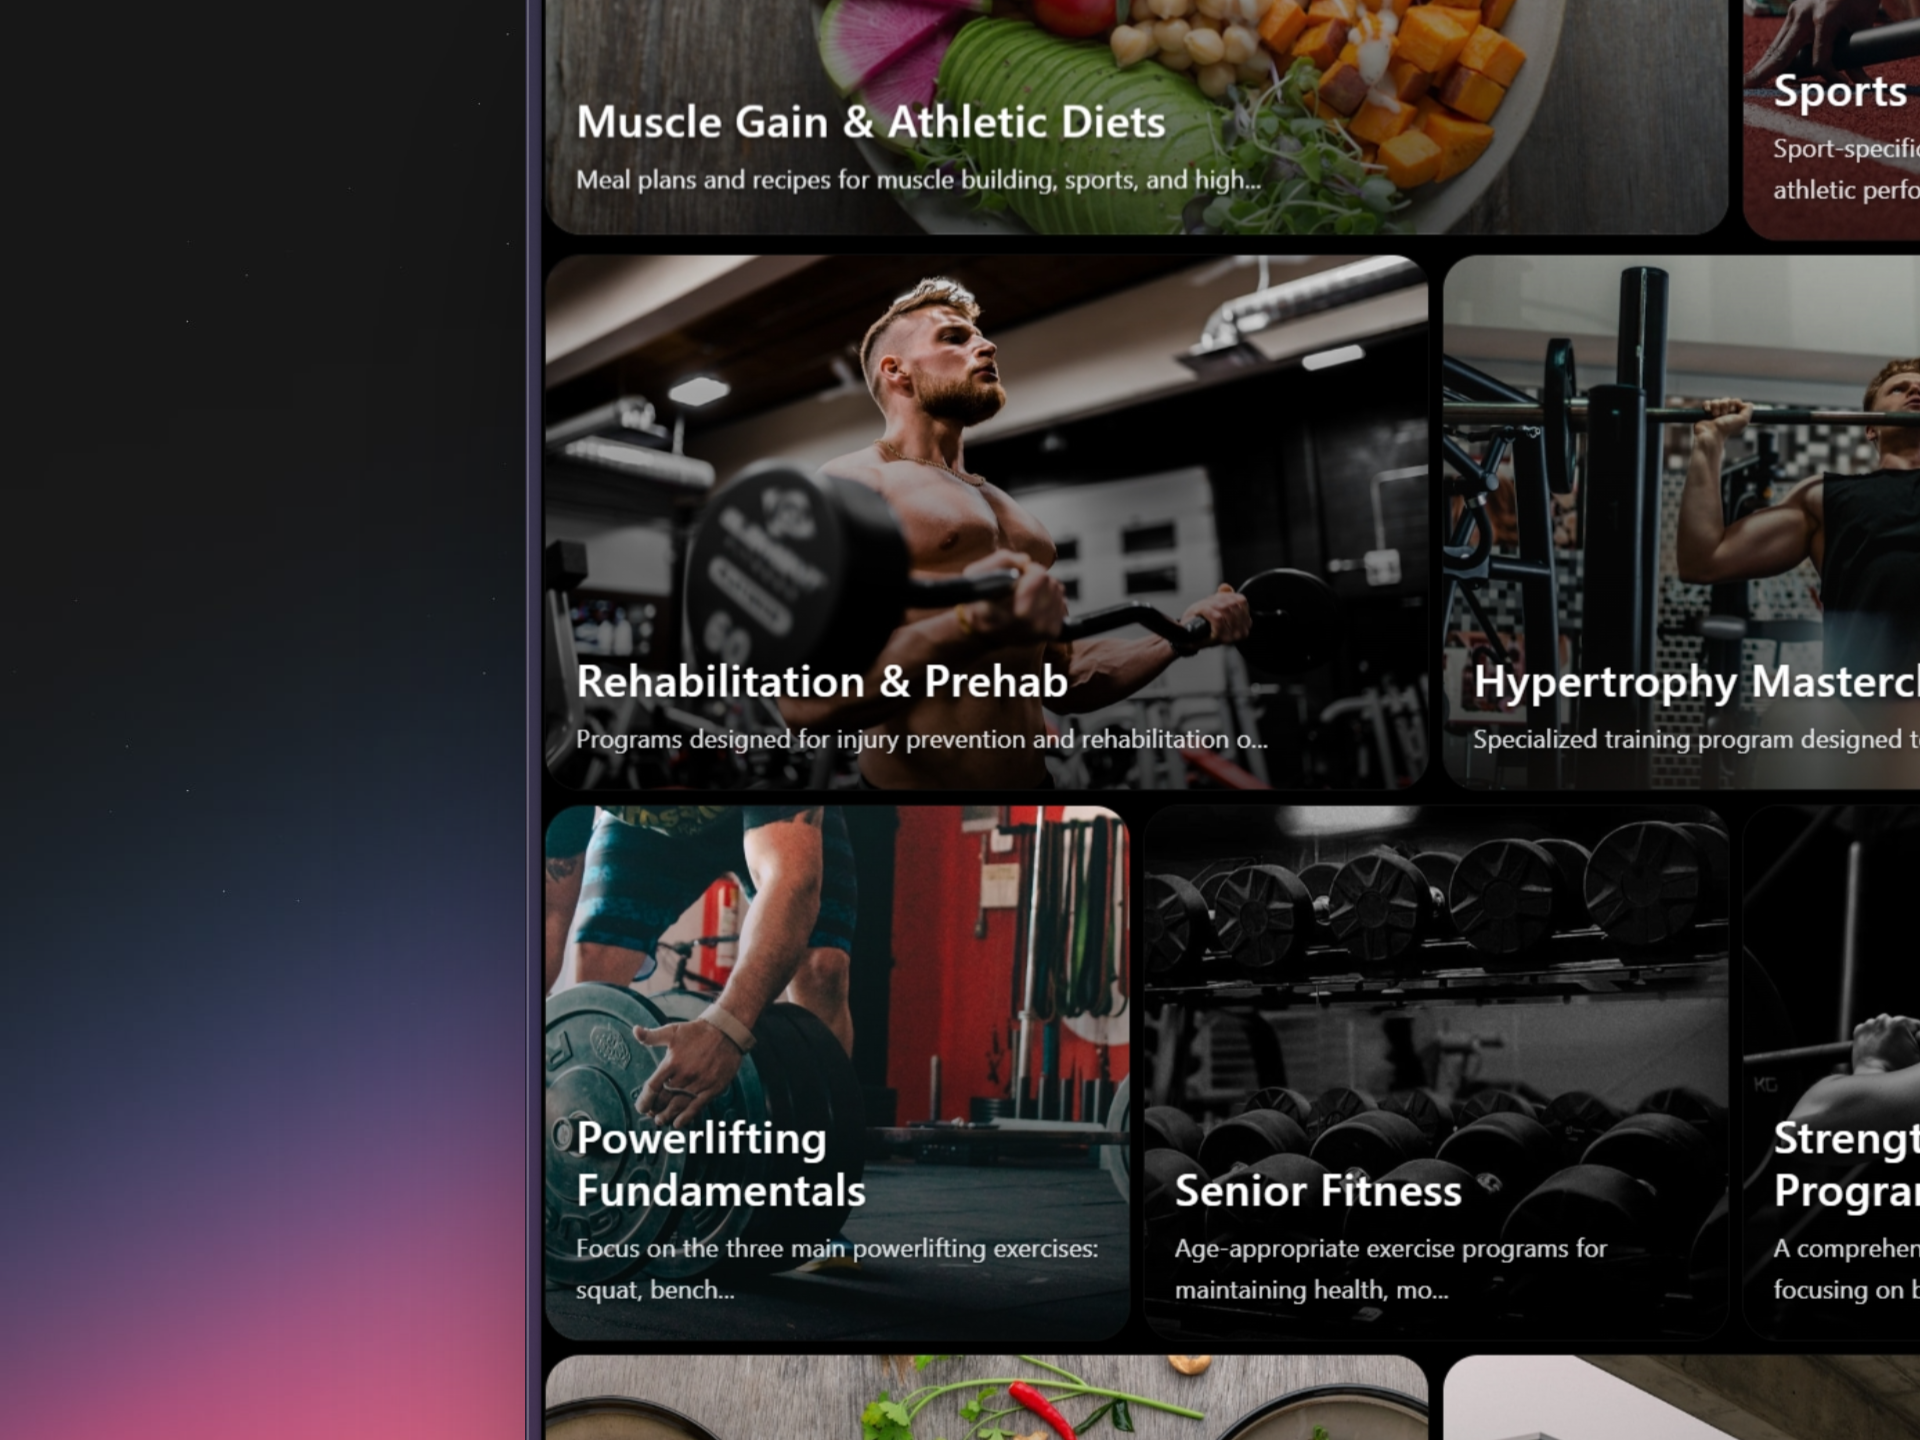 Muscle Gain & Athletic Diets
Meal plans and recipes for muscle building, sports, and high...
Sports
Sport-specific
athletic perfo
Rehabilitation & Prehab
Programs designed for injury prevention and rehabilitation o...
Hypertrophy Mastercl
Specialized training program designed t
Powerlifting
Fundamentals
Focus on the three main powerlifting exercises:
squat, bench...
Senior Fitness
Age-appropriate exercise programs for
maintaining health, mo...
KG
Strengt
Progra
A comprehen
focusing on b